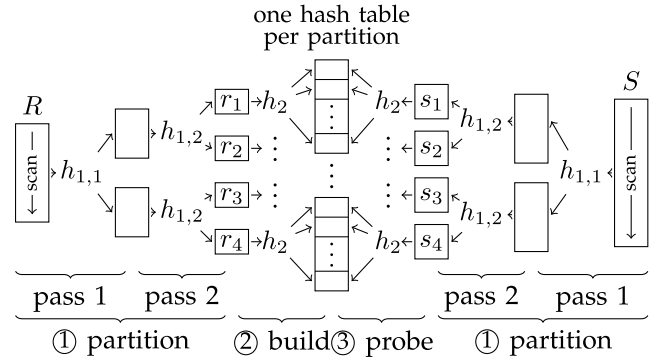 one hash table
per partition
R
S
scan
h1,1
h1,2
h1,2
r1
r2
r3
r4
h2
h2
⋮
⋮
⋮
⋮
⋮
⋮
⋮
h2
h2
s1
s2
s3
s4
h1,2
h1,2
h1,1
scan
pass 1
pass 2
pass 2
pass 1
① partition
② build
③ probe
① partition